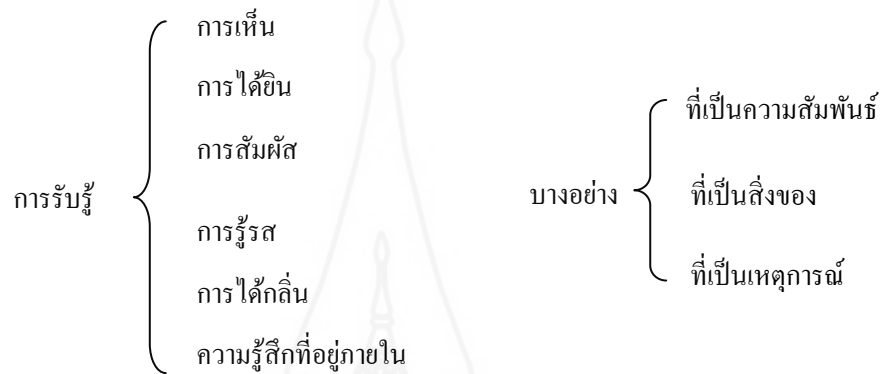 การเห็น
การได้ยิน
การสัมผัส
การรับรู้
การรู้รส
การได้กลิ่น
ความรู้สึกที่อยู่ภายใน
ที่เป็นความสัมพันธ์
บางอย่าง
ที่เป็นสิ่งของ
ที่เป็นเหตุการณ์